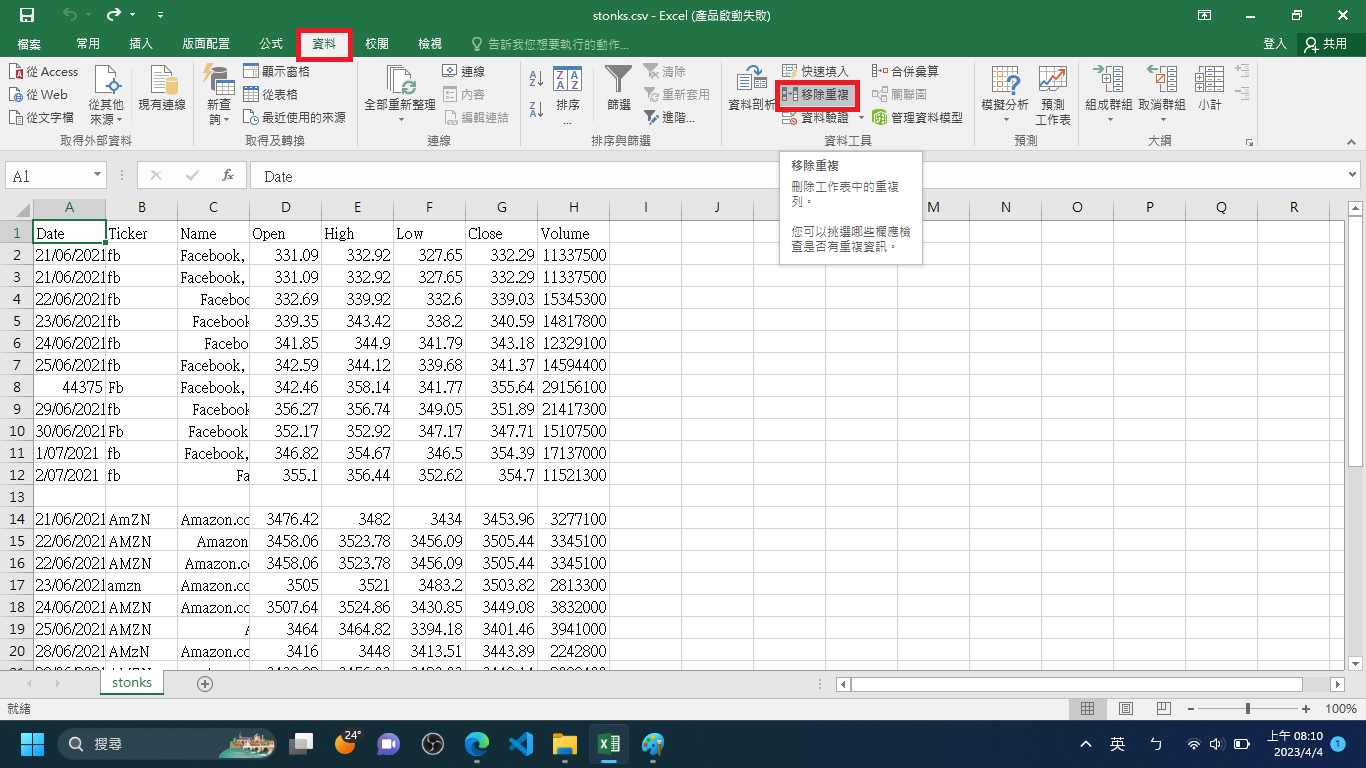 stonks.csv - Excel (產品啟動失敗)
檔案 常用 插入 版面配置 公式 資料 校閱 檢視 告訴我您想要執行的動作... 登入 共用
從 Access
從 Web
從文字檔
從其他
來源
現有連線
取得外部資料
新查
詢
顯示窗格
從表格
最近使用的來源
取得及轉換
全部重新整理
連線
內容
編輯連結
連線
排序
...
篩選
清除
重新套用
進階...
排序與篩選
資料剖析
快速填入
移除重複
資料驗證
合併彙算
關聯圖
管理資料模型
資料工具
模擬分析
預測
工作表
預測
組成群組
取消群組
小計
大綱
A1 fx Date
移除重複
刪除工作表中的重複
列。
您可以挑選哪些欄應檢
查是否有重複資訊。
A B C D E F G H I J M N O P Q R
1 Date Ticker Name Open High Low Close Volume
2 21/06/2021 fb Facebook, 331.09 332.92 327.65 332.29 11337500
3 21/06/2021 fb Facebook, 331.09 332.92 327.65 332.29 11337500
4 22/06/2021 fb Faceboo 332.69 339.92 332.6 339.03 15345300
5 23/06/2021 fb Facebook 339.35 343.42 338.2 340.59 14817800
6 24/06/2021 fb Facebo 341.85 344.9 341.79 343.18 12329100
7 25/06/2021 fb Facebook, 342.59 344.12 339.68 341.37 14594400
8 44375 Fb Facebook, 342.46 358.14 341.77 355.64 29156100
9 29/06/2021 fb Facebook 356.27 356.74 349.05 351.89 21417300
10 30/06/2021 Fb Facebook 352.17 352.92 347.17 347.71 15107500
11 1/07/2021 fb Facebook, 346.82 354.67 346.5 354.39 17137000
12 2/07/2021 fb Fa 355.1 356.44 352.62 354.7 11521300
13
14 21/06/2021 AmZN Amazon.co 3476.42 3482 3434 3453.96 3277100
15 22/06/2021 AMZN Amazon 3458.06 3523.78 3456.09 3505.44 3345100
16 22/06/2021 AMZN Amazon.c 3458.06 3523.78 3456.09 3505.44 3345100
17 23/06/2021 amzn Amazon.co 3505 3521 3483.2 3503.82 2813300
18 24/06/2021 AMZN Amazon.co 3507.64 3524.86 3430.85 3449.08 3832000
19 25/06/2021 AMZN A 3464 3464.82 3394.18 3401.46 3941000
20 28/06/2021 AMzN Amazon.co 3416 3448 3413.51 3443.89 2242800
stonks
就緒 100%
搜尋 24° 英 ㄅ 上午 08:10
2023/4/4 1